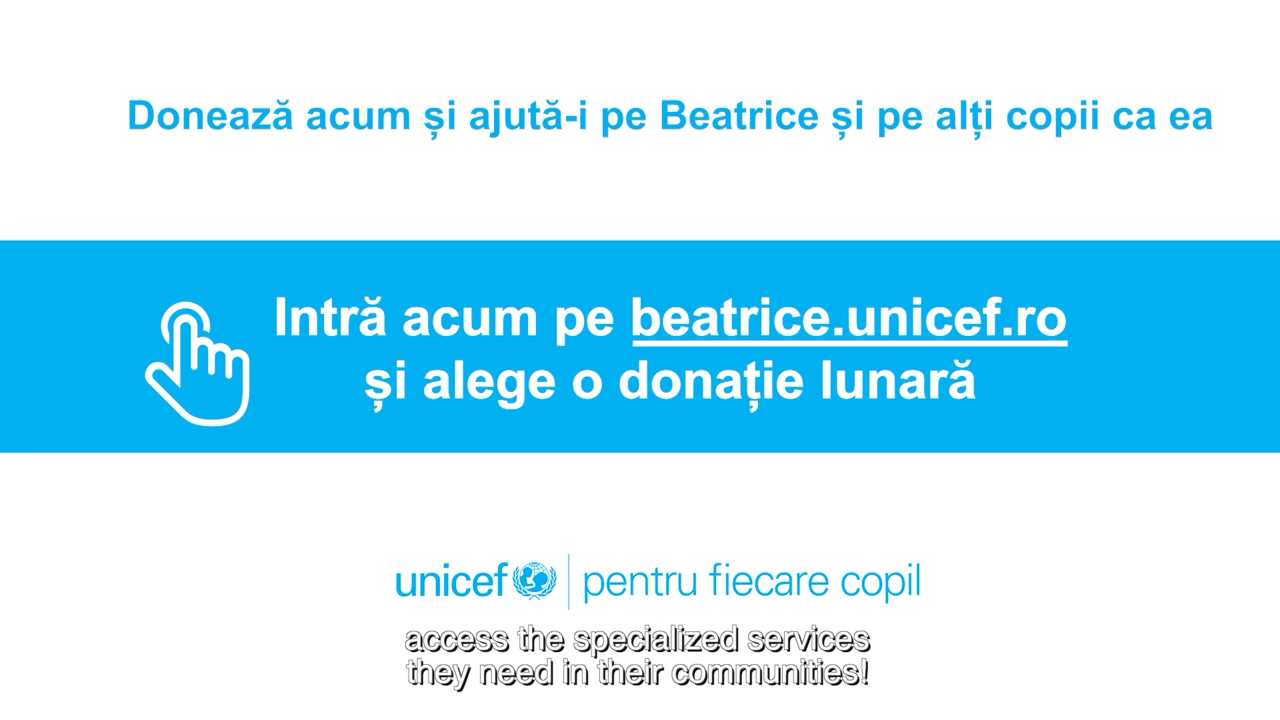 Donează acum și ajută-i pe Beatrice și pe alți copii ca ea
Intră acum pe beatrice.unicef.ro
și alege o donație lunară
unicef pentru fiecare copil
access the specialized services
they need in their communities!